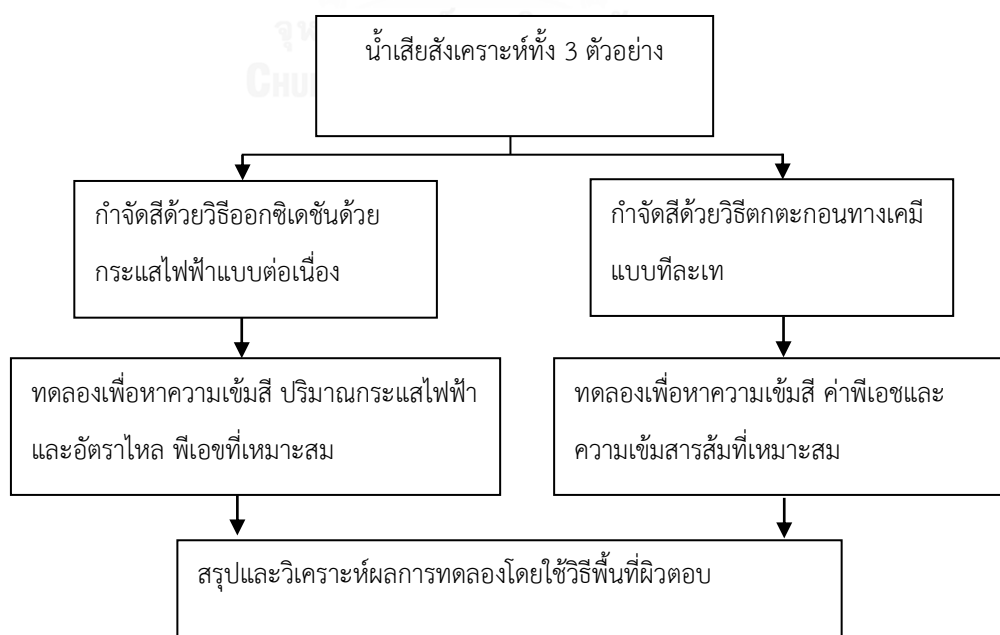 น้ำเสียสังเคราะห์ทั้ง 3 ตัวอย่าง
กำจัดสีด้วยวิธีออกซิเดชันด้วย
กระแสไฟฟ้าแบบต่อเนื่อง
กำจัดสีด้วยวิธีตกตะกอนทางเคมี
แบบทีละเท
ทดลองเพื่อหาความเข้มสี ปริมาณกระแสไฟฟ้า
และอัตราไหล พีเอขที่เหมาะสม
ทดลองเพื่อหาความเข้มสี ค่าพีเอชและ
ความเข้มสารส้มที่เหมาะสม
สรุปและวิเคราะห์ผลการทดลองโดยใช้วิธีพื้นที่ผิวตอบ